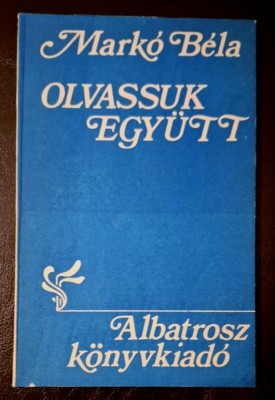 Markó Béla
OLVASSUK
EGYÜTT
Albatrosz
könyvkiadó